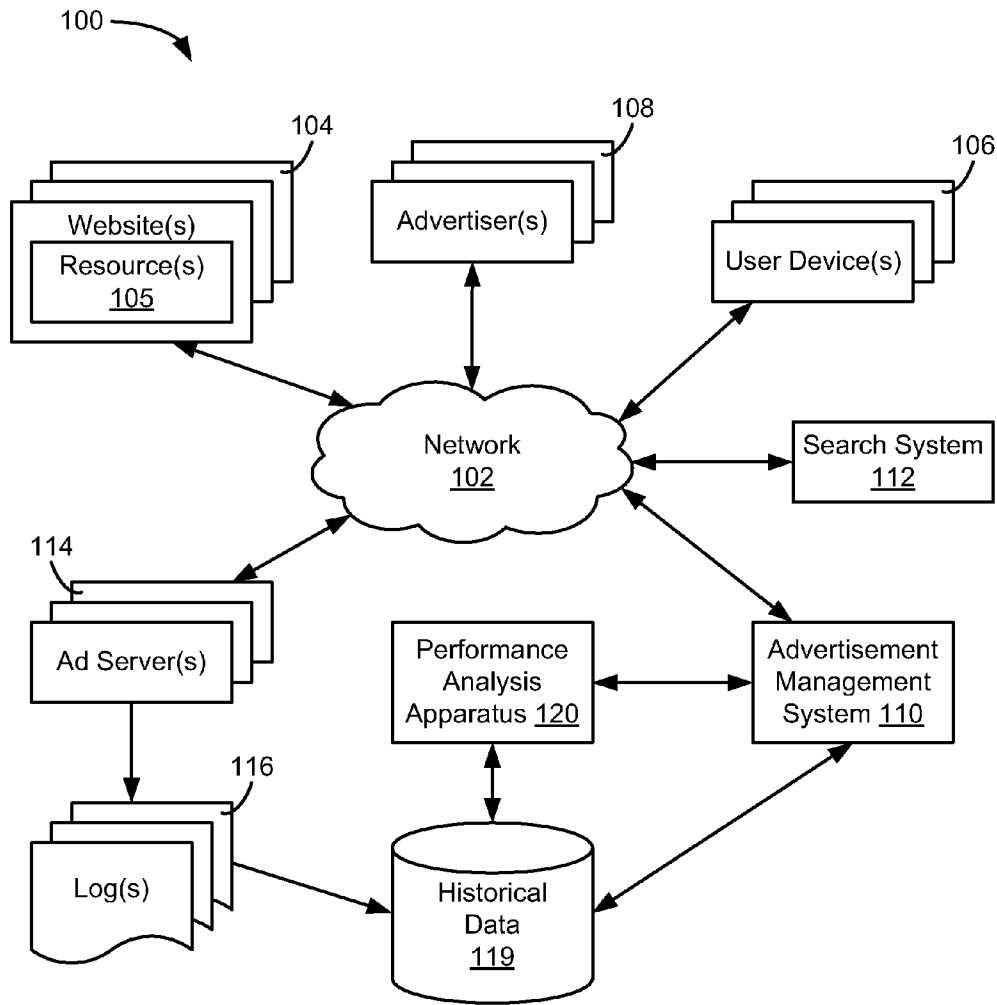 100
104
108
106
Website(s)
Resource(s)
105
Advertiser(s)
User Device(s)
Network
102
Search System
112
114
Ad Server(s)
Performance
Analysis
Apparatus 120
Advertisement
Management
System 110
116
Log(s)
Historical
Data
119